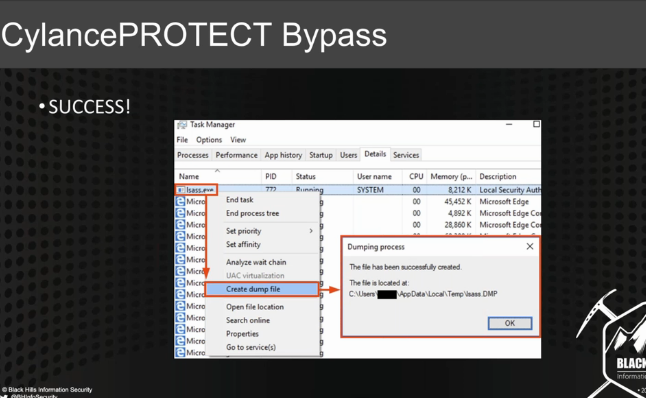 CylancePROTECT Bypass
• SUCCESS!
Task Manager
File Options View
Processes Performance App history Startup Users Details Services
Name PID Status User name CPU Memory (p... Description
lsass.exe 772 Running SYSTEM 00 8,212 K Local Security Auth
Micro 00 45,452 K Microsoft Edge
Micro 00 4,892 K Microsoft Edge Co
Micro 00 28,860 K Microsoft Edge Co
Micro
Micro
Micro
Micro
Micro
Micro
Micro
Micro
Micro
End task
End process tree
Set priority
Set affinity
Analyze wait chain
UAC virtualization
Create dump file
Open file location
Search online
Properties
Go to service(s)
Dumping process
The file has been successfully created.
The file is located at:
C:\Users\ \AppData\Local\Temp\lsass.DMP
OK
BLACK
Informati
© Black Hills Information Security
@BHInfoSecurity